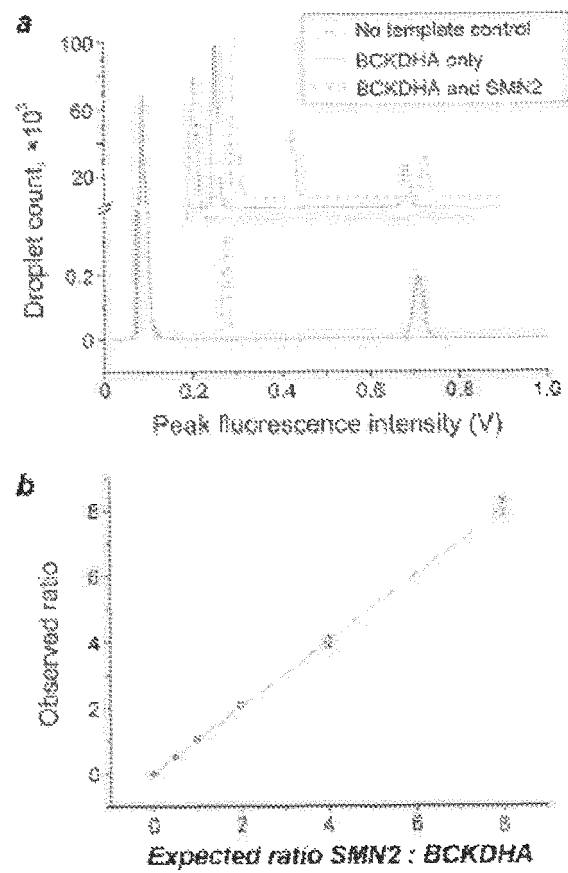 a
No template control
BCKDHA only
BCKDHA and SMN2
Droplet count, ×10³
100
20
0.2
0
0 0.2 0.4 0.6 0.8 1.0
Peak fluorescence intensity (V)
b
Observed ratio
8
6
4
2
0
0 2 4 6 8
Expected ratio SMN2 : BCKDHA